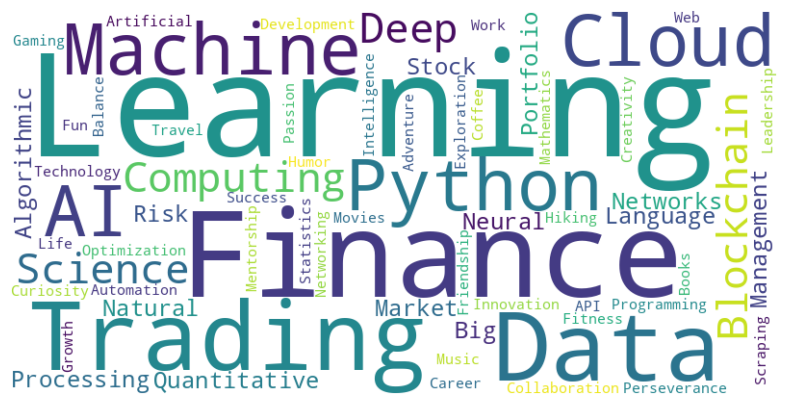 Gaming
Artificial
Machine
Development
Deep
Work
Web
Cloud
Learning
Stock
Portfolio
Intelligence
Mathematics
Creativity
Leadership
Algorithmic
Balance
Fun
Travel
Passion
Adventure
Exploration
Coffee
Humor
Technology
Computing
Python
Blockchain
AI
Risk
Success
Mentorship
Statistics
Networking
Movies
Neural
Hiking
Networks
Language
Management
Life
Optimization
Finance
Friendship
Books
Science
Curiosity
Automation
Natural
Market
Innovation
API
Programming
Fitness
Trading
Growth
Big
Data
Scraping
Music
Processing
Quantitative
Career
Collaboration
Perseverance